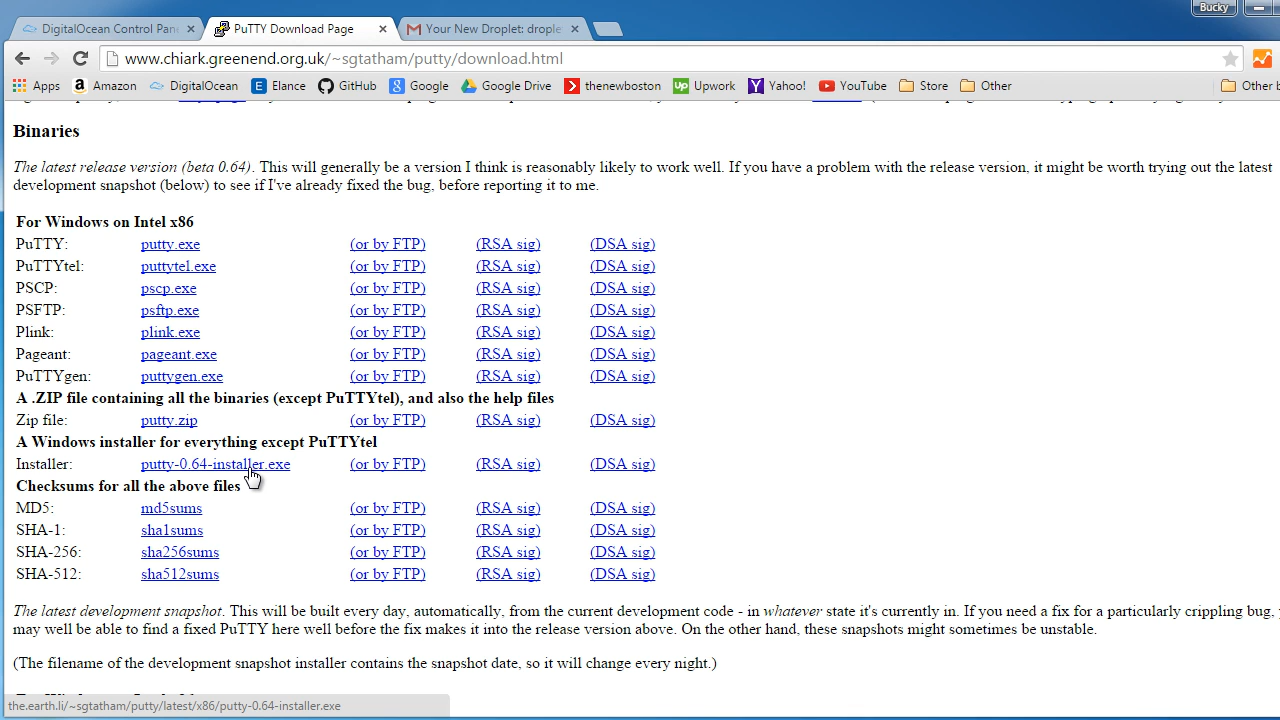 Bucky
DigitalOcean Control Pan
PuTTY Download Page
Your New Droplet: drople
www.chiark.greenend.org.uk/~sgtatham/putty/download.html
Apps Amazon DigitalOcean Elance GitHub Google Google Drive thenewboston Upwork Yahoo! YouTube Store Other Other b
Binaries
The latest release version (beta 0.64). This will generally be a version I think is reasonably likely to work well. If you have a problem with the release version, it might be worth trying out the latest
development snapshot (below) to see if I've already fixed the bug, before reporting it to me.
For Windows on Intel x86
PuTTY: putty.exe (or by FTP) (RSA sig) (DSA sig)
PuTTYtel: puttytel.exe (or by FTP) (RSA sig) (DSA sig)
PSCP: pscp.exe (or by FTP) (RSA sig) (DSA sig)
PSFTP: psftp.exe (or by FTP) (RSA sig) (DSA sig)
Plink: plink.exe (or by FTP) (RSA sig) (DSA sig)
Pageant: pageant.exe (or by FTP) (RSA sig) (DSA sig)
PuTTYgen: puttygen.exe (or by FTP) (RSA sig) (DSA sig)
A .ZIP file containing all the binaries (except PuTTYtel), and also the help files
Zip file: putty.zip (or by FTP) (RSA sig) (DSA sig)
A Windows installer for everything except PuTTYtel
Installer: putty-0.64-installer.exe (or by FTP) (RSA sig) (DSA sig)
Checksums for all the above files
MD5: md5sums (or by FTP) (RSA sig) (DSA sig)
SHA-1: sha1sums (or by FTP) (RSA sig) (DSA sig)
SHA-256: sha256sums (or by FTP) (RSA sig) (DSA sig)
SHA-512: sha512sums (or by FTP) (RSA sig) (DSA sig)
The latest development snapshot. This will be built every day, automatically, from the current development code - in whatever state it's currently in. If you need a fix for a particularly crippling bug,
may well be able to find a fixed PuTTY here well before the fix makes it into the release version above. On the other hand, these snapshots might sometimes be unstable.
(The filename of the development snapshot installer contains the snapshot date, so it will change every night.)
the.earth.li/~sgtatham/putty/latest/x86/putty-0.64-installer.exe